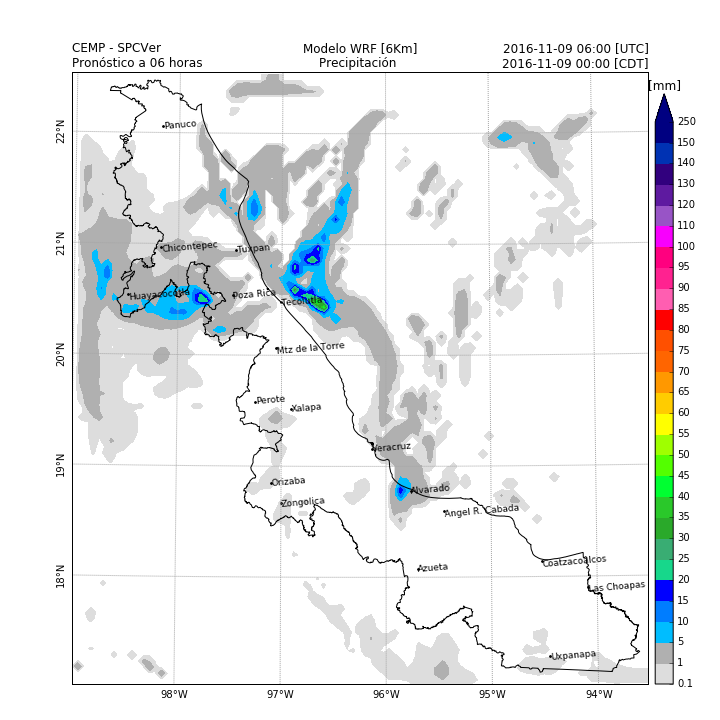 CEMP - SPCVer Modelo WRF [6Km] 2016-11-09 06:00 [UTC]
Pronóstico a 06 horas Precipitación 2016-11-09 00:00 [CDT]
[mm]
250
150
140
130
120
110
100
95
90
85
80
75
70
65
60
55
50
45
40
35
30
25
20
15
10
5
1
0.1
22°N
21°N
20°N
19°N
18°N
Panuco
Chicontepec
Tuxpan
Huayacocotla
Poza Rica
Tecolutla
Mtz de la Torre
Perote
Xalapa
Veracruz
Orizaba
Alvarado
Zongolica
Angel R. Cabada
Azueta
Coatzacoalcos
Las Choapas
Uxpanapa
98°W 97°W 96°W 95°W 94°W